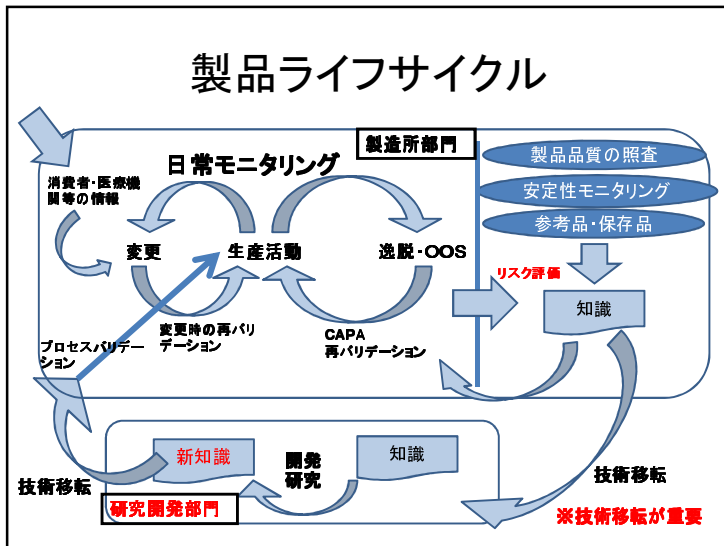 製品ライフサイクル
製造所部門
日常モニタリング
消費者・医療機
関等の情報
変更
生産活動
逸脱・OOS
変更時の再バリ
デーション
CAPA
再バリデーション
プロセスバリデー
ション
製品品質の照査
安定性モニタリング
参考品・保存品
リスク評価
知識
新知識
開発
研究
知識
技術移転
研究開発部門
技術移転
※技術移転が重要